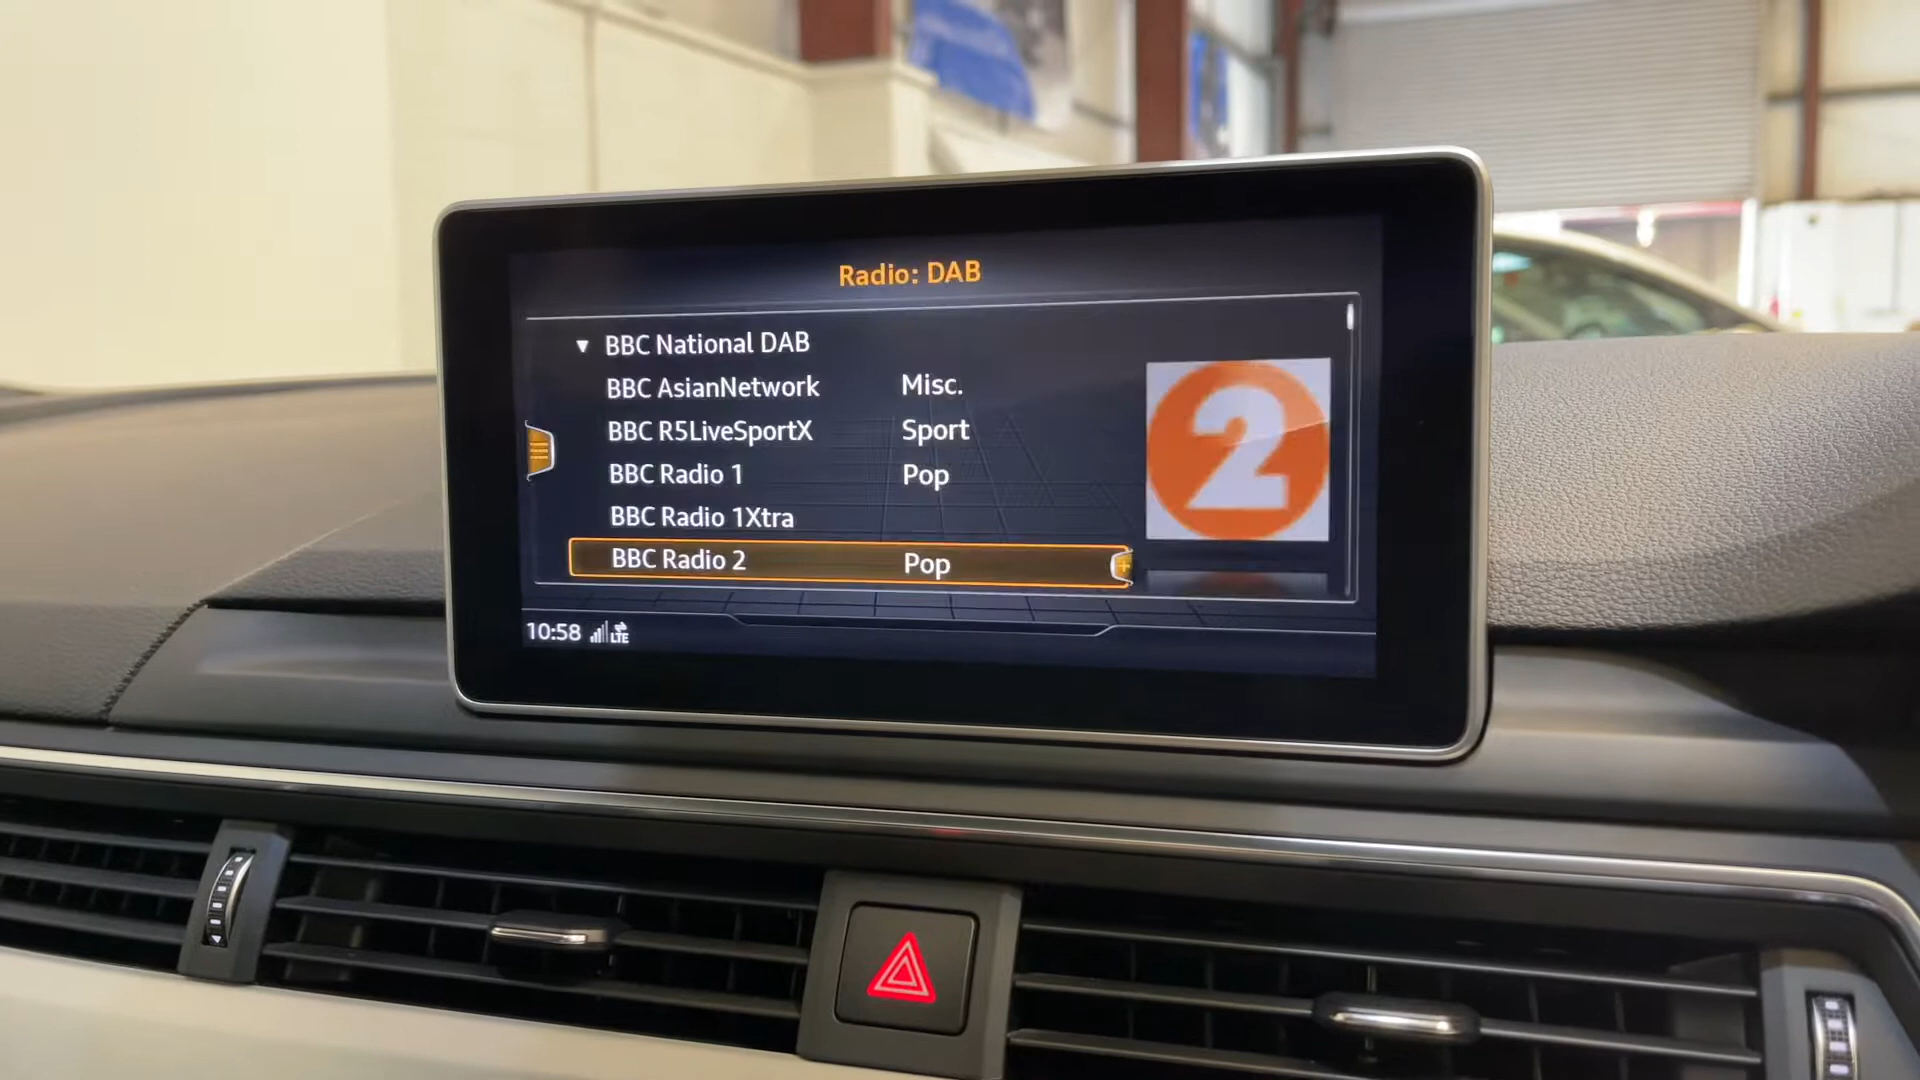 Radio: DAB
▼ BBC National DAB
BBC AsianNetwork Misc.
BBC R5LiveSportX Sport
BBC Radio 1 Pop
BBC Radio 1Xtra
BBC Radio 2 Pop
2
10:58 LTE